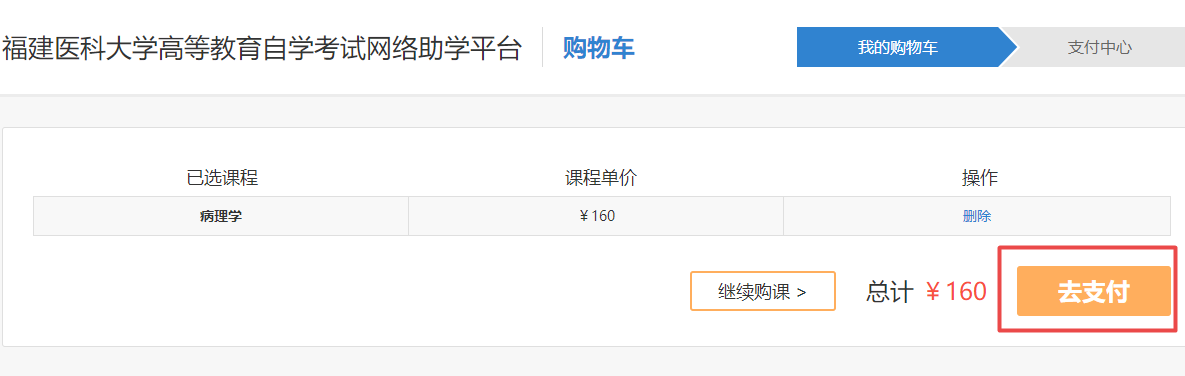 福建医科大学高等教育自学考试网络助学平台 购物车 我的购物车 支付中心
已选课程 课程单价 操作
病理学 ￥160 删除
继续购课 > 总计 ￥160 去支付